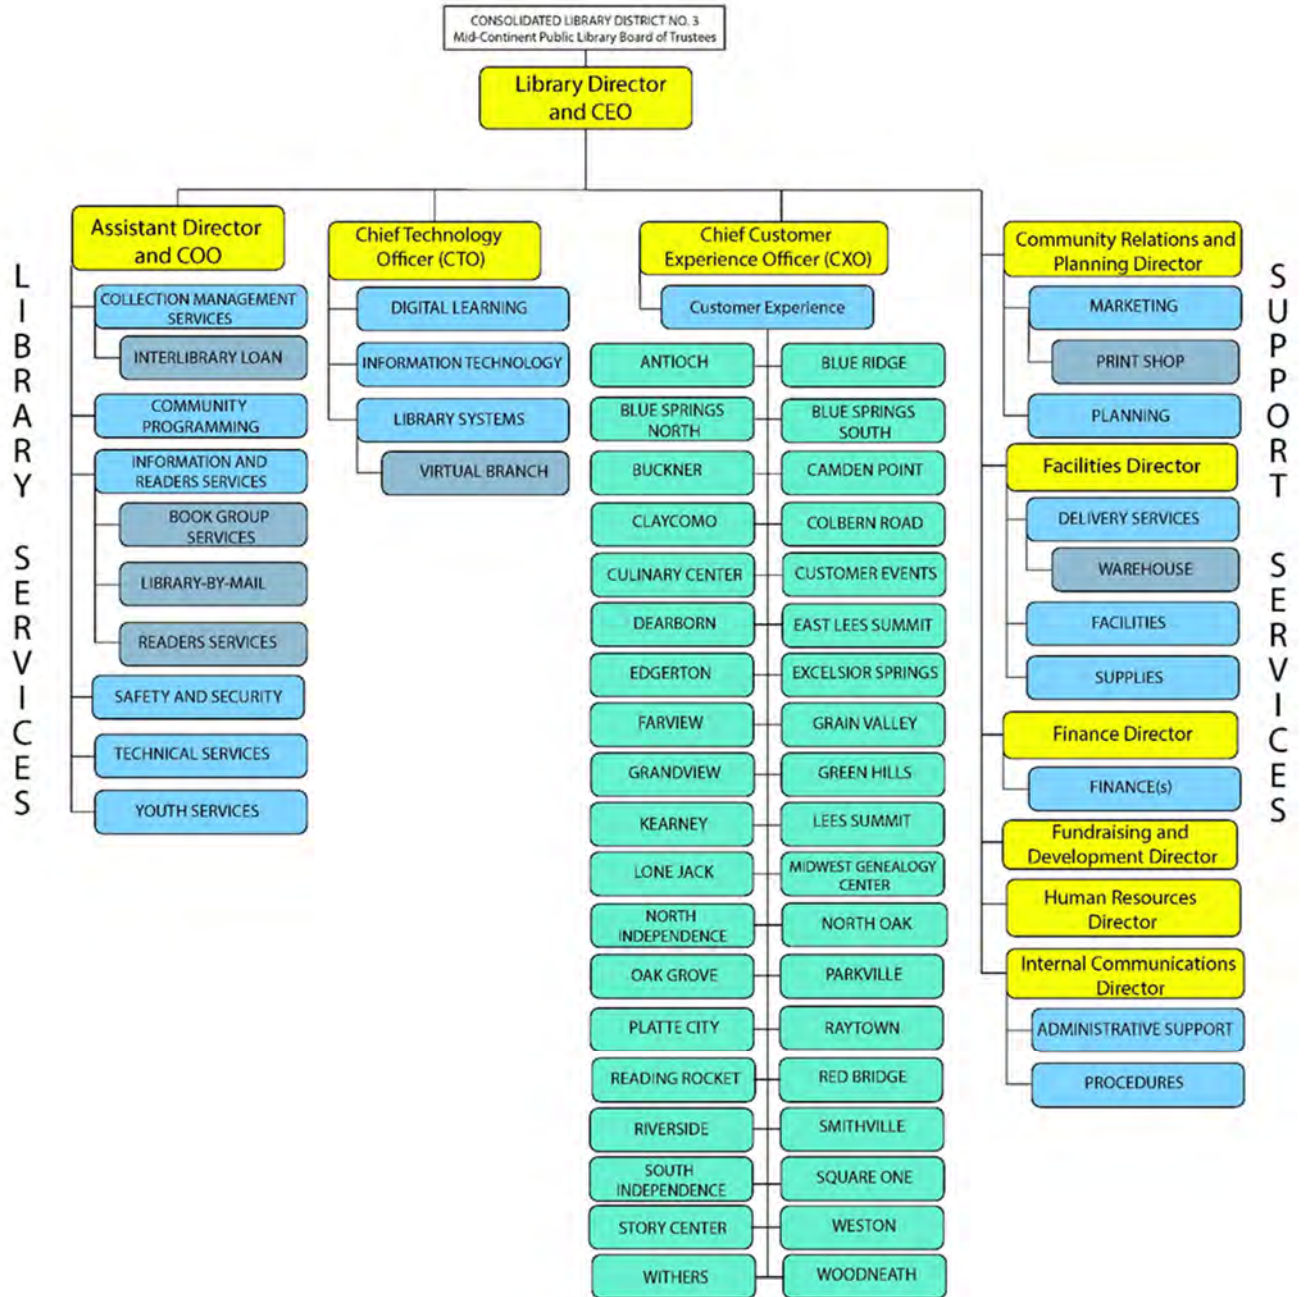 CONSOLIDATED LIBRARY DISTRICT NO. 3
Mid-Continent Public Library Board of Trustees
Library Director
and CEO
LIBRARY SERVICES
Assistant Director
and COO
COLLECTION MANAGEMENT
SERVICES
INTERLIBRARY LOAN
COMMUNITY
PROGRAMMING
INFORMATION AND
READERS SERVICES
BOOK GROUP
SERVICES
LIBRARY-BY-MAIL
READERS SERVICES
SAFETY AND SECURITY
TECHNICAL SERVICES
YOUTH SERVICES
Chief Technology
Officer (CTO)
DIGITAL LEARNING
INFORMATION TECHNOLOGY
LIBRARY SYSTEMS
VIRTUAL BRANCH
Chief Customer
Experience Officer (CXO)
Customer Experience
ANTIOCH
BLUE RIDGE
BLUE SPRINGS
NORTH
BLUE SPRINGS
SOUTH
BUCKNER
CAMDEN POINT
CLAYCOMO
COLBERN ROAD
CULINARY CENTER
CUSTOMER EVENTS
DEARBORN
EAST LEES SUMMIT
EDGERTON
EXCELSIOR SPRINGS
FARVIEW
GRAIN VALLEY
GRANDVIEW
GREEN HILLS
KEARNEY
LEES SUMMIT
LONE JACK
MIDWEST GENEALOGY
CENTER
NORTH
INDEPENDENCE
NORTH OAK
OAK GROVE
PARKVILLE
PLATTE CITY
RAYTOWN
READING ROCKET
RED BRIDGE
RIVERSIDE
SMITHVILLE
SOUTH
INDEPENDENCE
SQUARE ONE
STORY CENTER
WESTON
WITHERS
WOODNEATH
Community Relations and
Planning Director
MARKETING
PRINT SHOP
PLANNING
Facilities Director
DELIVERY SERVICES
WAREHOUSE
FACILITIES
SUPPLIES
Finance Director
FINANCE(s)
Fundraising and
Development Director
Human Resources
Director
Internal Communications
Director
ADMINISTRATIVE SUPPORT
PROCEDURES
SUPPORT SERVICES